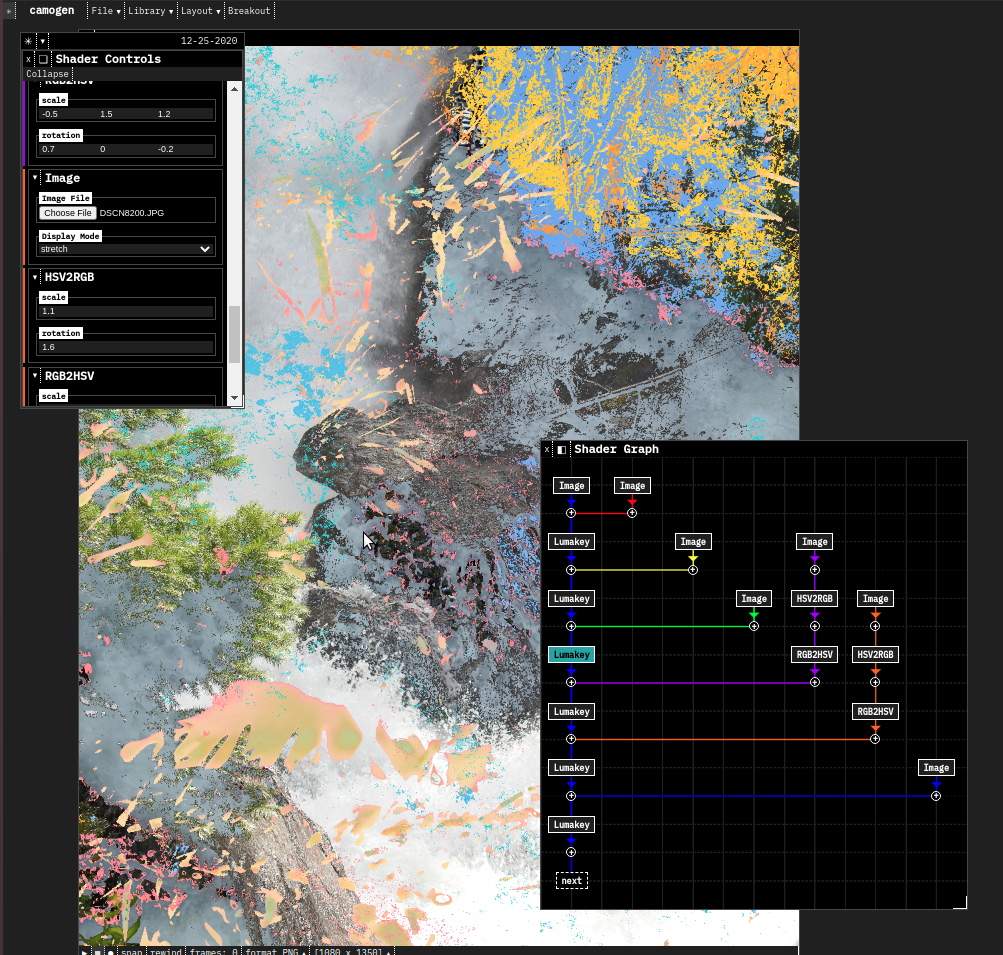 camogen File ▾ Library ▾ Layout ▾ Breakout
12-25-2020
x Shader Controls
Collapse
RGB2HSV
scale
-0.5 1.5 1.2
rotation
0.7 0 -0.2
Image
Image File
Choose File DSCN8200.JPG
Display Mode
stretch
HSV2RGB
scale
1.1
rotation
1.6
RGB2HSV
scale
x Shader Graph
Image Image
Lumakey Image Image
Lumakey Image HSV2RGB Image
Lumakey RGB2HSV HSV2RGB
Lumakey RGB2HSV
Lumakey Image
Lumakey
next
snap rewind frames: 0 format PNG [1080 x 1350]